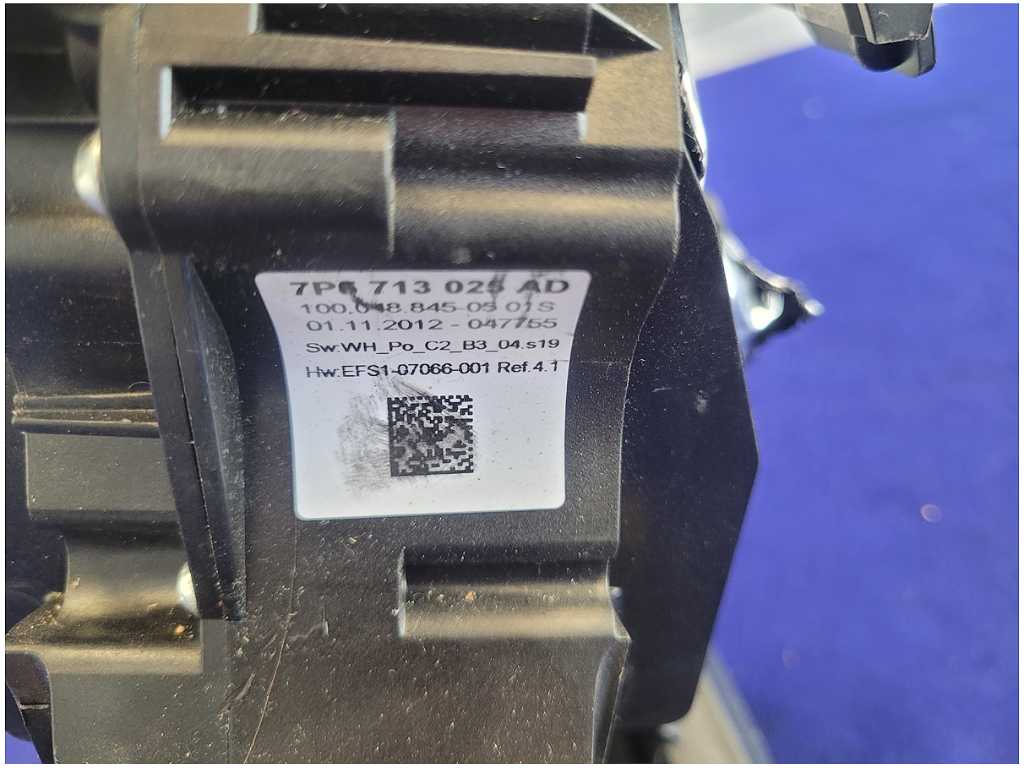 7P6 713 025 AD
100.048.845-05 01S
01.11.2012 - 047755
Sw:WH_Po_C2_B3_04.s19
Hw:EFS1-07066-001 Ref.4.1